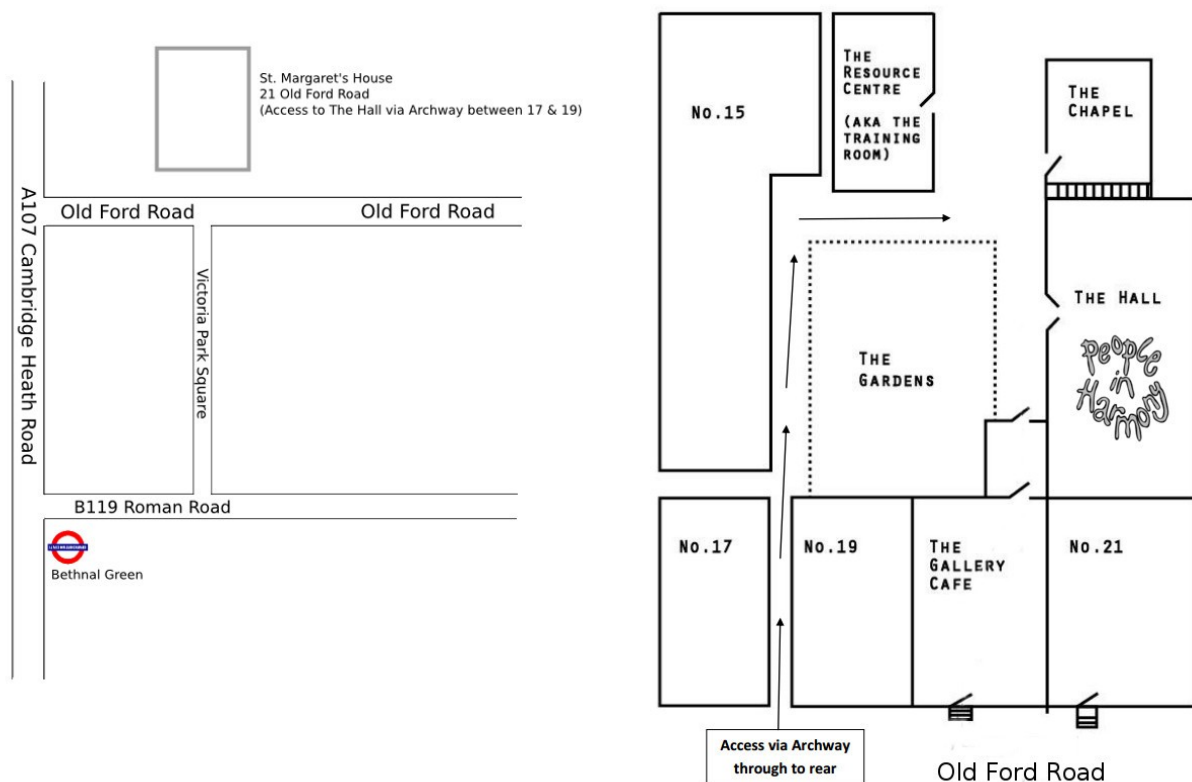 St. Margaret's House
21 Old Ford Road
(Access to The Hall via Archway between 17 & 19)
A107 Cambridge Heath Road
Old Ford Road
Old Ford Road
Victoria Park Square
B119 Roman Road
UNDERGROUND
Bethnal Green
No.15
THE
RESOURCE
CENTRE
(AKA THE
TRAINING
ROOM)
THE
CHAPEL
THE HALL
People
in
Harmony
THE
GARDENS
No.17
No.19
THE
GALLERY
CAFE
No.21
Access via Archway
through to rear
Old Ford Road